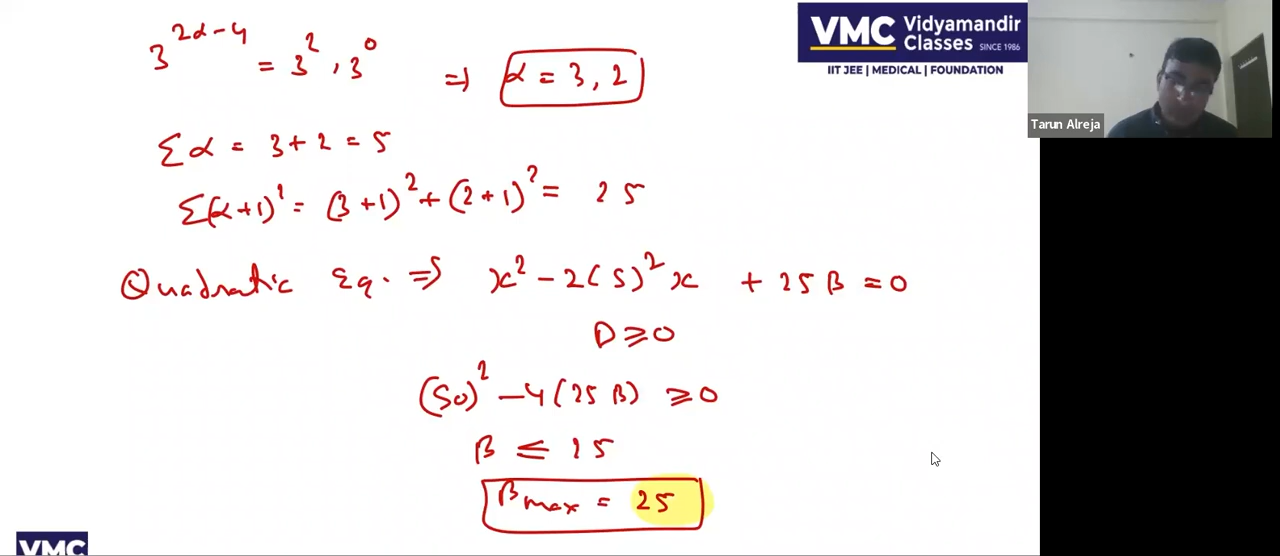 3^{2α-4} = 3^2, 3^0 ⇒ α = 3, 2
VMC Vidyamandir Classes SINCE 1986
IIT JEE | MEDICAL | FOUNDATION
Tarun Alreja
Σα = 3+2 = 5
Σ(α+1)^2 = (3+1)^2 + (2+1)^2 = 25
Quadratic Eq. ⇒ x^2 - 2(5)^2 x + 25β = 0
D ≥ 0
(50)^2 - 4(25β) ≥ 0
β ≤ 25
β max = 25
VMC